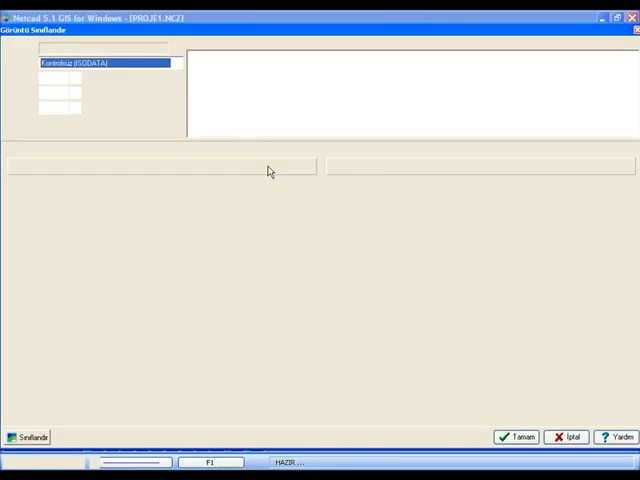 Netcad 5.1 GIS for Windows - [PROJE1.NCZ]
Görüntü Sınıflandır
Kontrolsüz (ISODATA)
Sınıflandır
Tamam
İptal
Yardım
F1
HAZIR ...